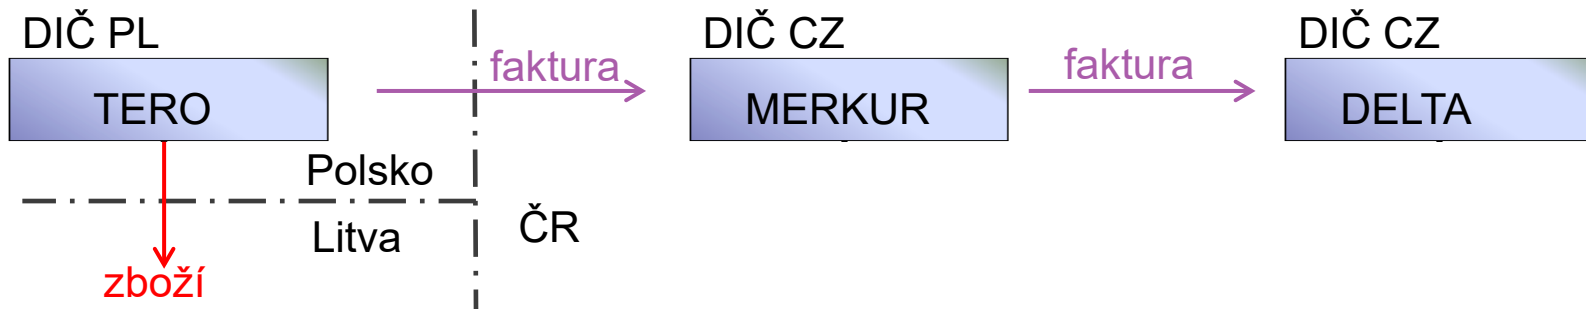 DIČ PL
DIČ CZ
DIČ CZ
faktura
faktura
TERO
MERKUR
DELTA
Polsko
Litva
ČR
zboží